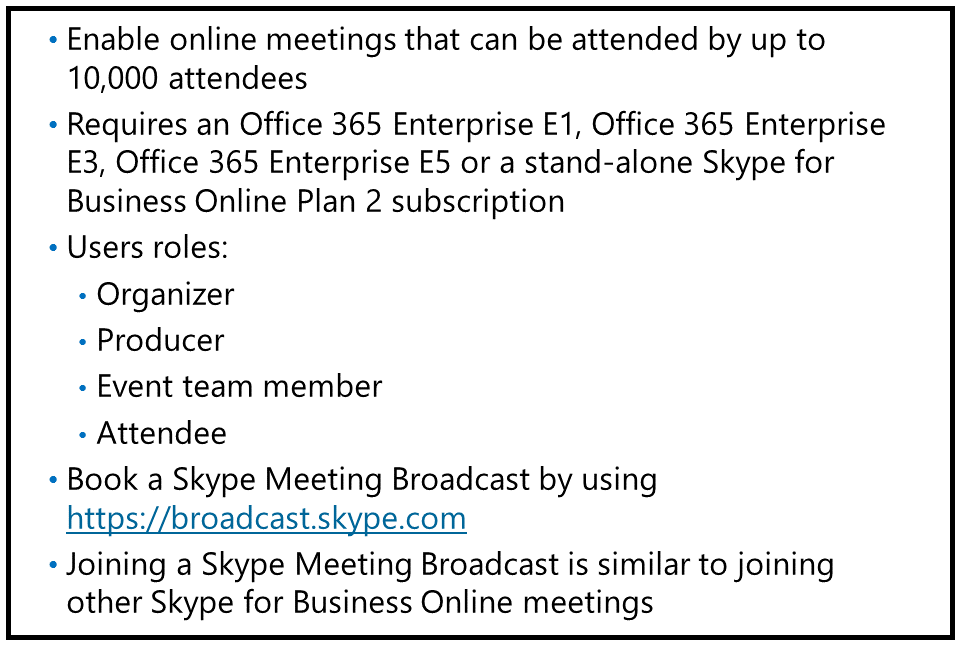 • Enable online meetings that can be attended by up to
10,000 attendees
• Requires an Office 365 Enterprise E1, Office 365 Enterprise
E3, Office 365 Enterprise E5 or a stand-alone Skype for
Business Online Plan 2 subscription
• Users roles:
• Organizer
• Producer
• Event team member
• Attendee
• Book a Skype Meeting Broadcast by using
https://broadcast.skype.com
• Joining a Skype Meeting Broadcast is similar to joining
other Skype for Business Online meetings